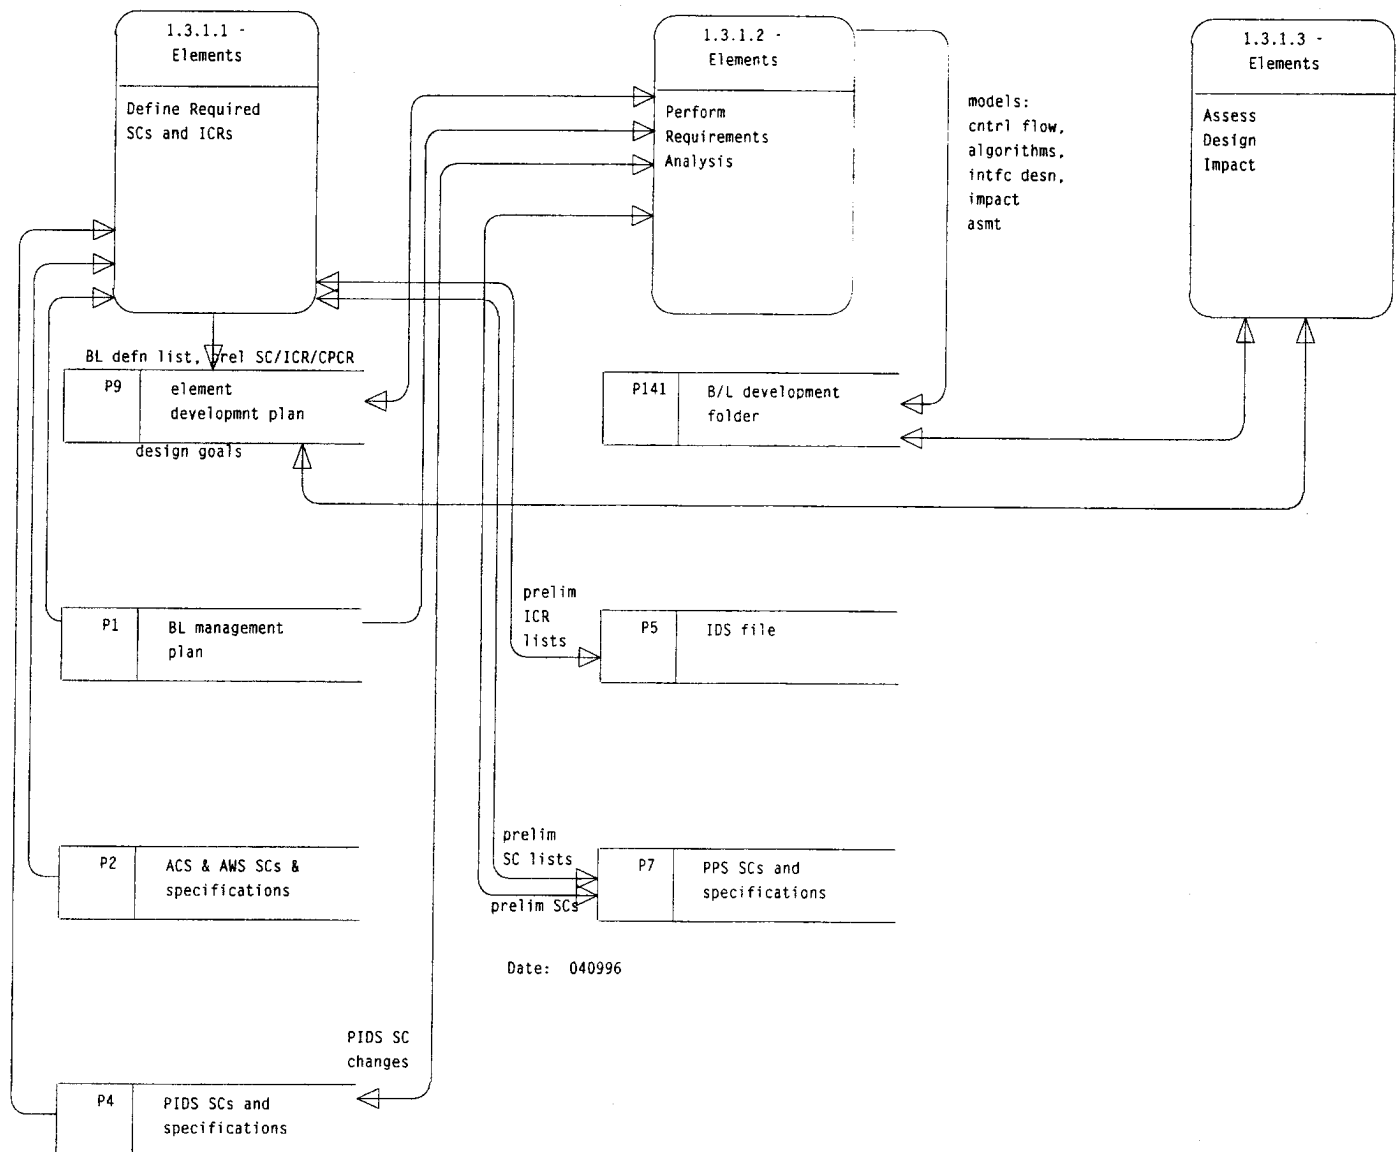 1.3.1.1 -
Elements
Define Required
SCs and ICRs
1.3.1.2 -
Elements
Perform
Requirements
Analysis
models:
cntrl flow,
algorithms,
intfc desn,
impact
asmt
1.3.1.3 -
Elements
Assess
Design
Impact
BL defn list, prel SC/ICR/CPCR
P9
element
developmnt plan
design goals
P141
B/L development
folder
P1
BL management
plan
prelim
ICR
lists
P5
IDS file
P2
ACS & AWS SCs &
specifications
prelim
SC lists
prelim SCs
P7
PPS SCs and
specifications
Date: 040996
PIDS SC
changes
P4
PIDS SCs and
specifications